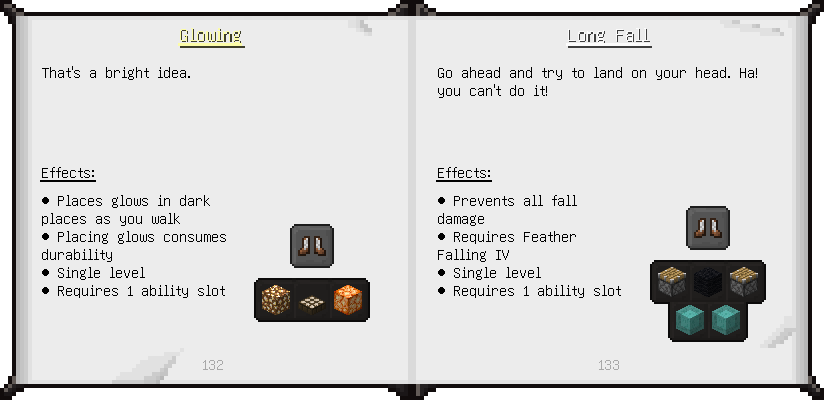 Glowing
That's a bright idea.
Effects:
• Places glows in dark
places as you walk
• Placing glows consumes
durability
• Single level
• Requires 1 ability slot
132
Long Fall
Go ahead and try to land on your head. Ha!
you can't do it!
Effects:
• Prevents all fall
damage
• Requires Feather
Falling IV
• Single level
• Requires 1 ability slot
133